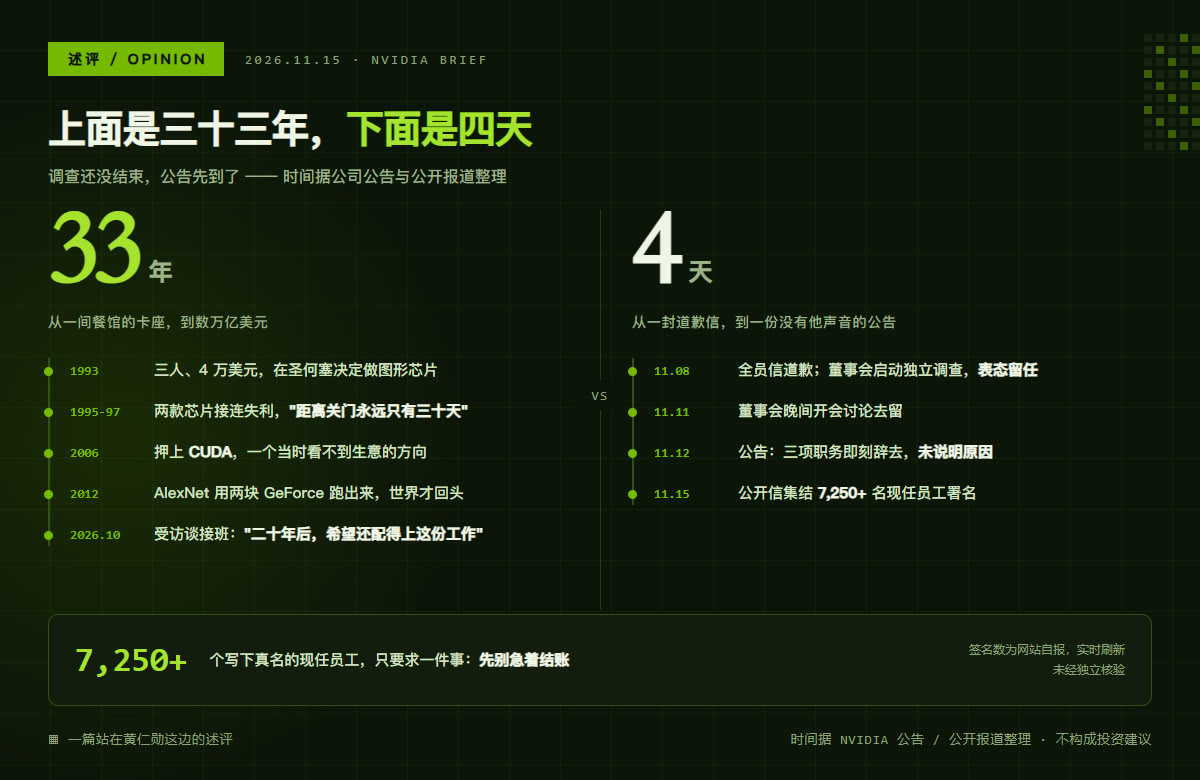 述评 / OPINION
2026.11.15 · NVIDIA BRIEF
上面是三十三年，下面是四天
调查还没结束，公告先到了 —— 时间据公司公告与公开报道整理
33 年
从一间餐馆的卡座，到数万亿美元
1993 三人、4 万美元，在圣何塞决定做图形芯片
1995-97 两款芯片接连失利，"距离关门永远只有三十天"
2006 押上 CUDA，一个当时看不到生意的方向
2012 AlexNet 用两块 GeForce 跑出来，世界才回头
2026.10 受访谈接班："二十年后，希望还配得上这份工作"
VS
4 天
从一封道歉信，到一份没有他声音的公告
11.08 全员信道歉；董事会启动独立调查，表态留任
11.11 董事会晚间开会讨论去留
11.12 公告：三项职务即刻辞去，未说明原因
11.15 公开信集结 7,250+ 名现任员工署名
7,250+ 个写下真名的现任员工，只要求一件事：先别急着结账
签名数为网站自报，实时刷新
未经独立核验
▦ 一篇站在黄仁勋这边的述评
时间据 NVIDIA 公告 / 公开报道整理 · 不构成投资建议